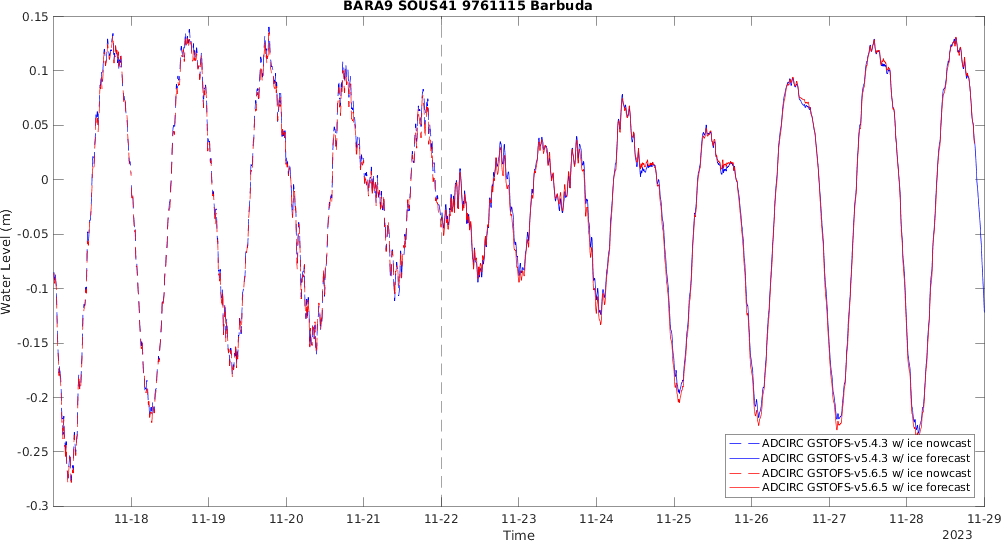 BARA9 SOUS41 9761115 Barbuda
0.15
0.1
0.05
0
-0.05
-0.1
-0.15
-0.2
-0.25
-0.3
Water Level (m)
ADCIRC GSTOFS-v5.4.3 w/ ice nowcast
ADCIRC GSTOFS-v5.4.3 w/ ice forecast
ADCIRC GSTOFS-v5.6.5 w/ ice nowcast
ADCIRC GSTOFS-v5.6.5 w/ ice forecast
11-18 11-19 11-20 11-21 11-22 11-23 11-24 11-25 11-26 11-27 11-28 11-29
Time
2023